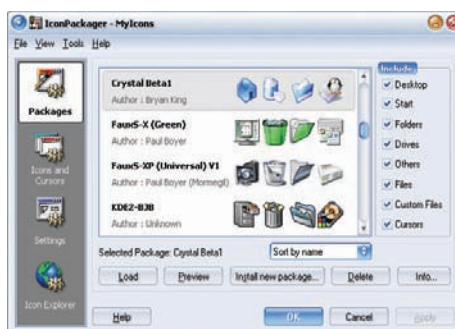 IconPackager - MyIcons
File View Tools Help
Packages
Icons and
Cursors
Settings
Icon Explorer
Crystal Beta1
Author : Bryan King
FauxS-X (Green)
Author : Paul Boyer
FauxS-XP (Universal) V1
Author : Paul Boyer (Mormegil)
KDE2-BJB
Author : Unknown
Include:
Desktop
Start
Folders
Drives
Others
Files
Custom Files
Cursors
Selected Package: Crystal Beta1
Sort by name
Load Preview Install new package... Delete Info...
Help OK Cancel Apply